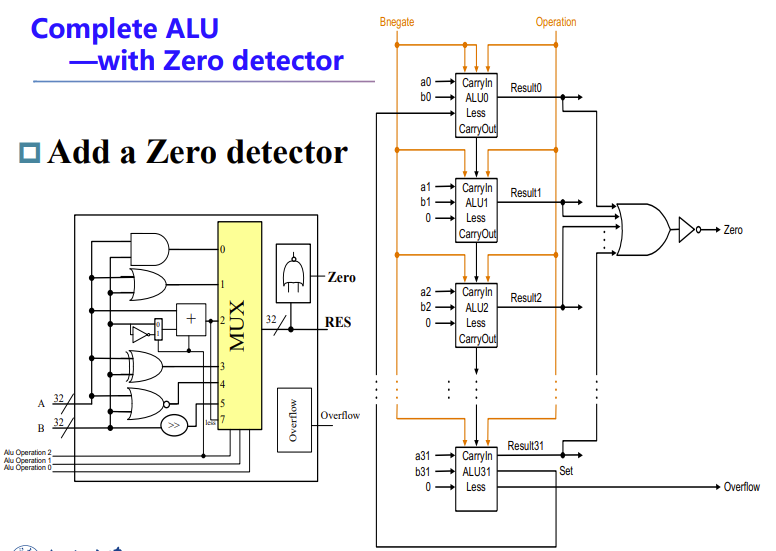 Complete ALU
—with Zero detector
Add a Zero detector
0
1
2
3
4
5
7
less
0
1
+
>>
MUX
32
Zero
RES
Overflow
Overflow
A 32
B 32
Alu Operation 2
Alu Operation 1
Alu Operation 0
Bnegate
Operation
a0
b0
CarryIn
ALU0
Less
CarryOut
Result0
a1
b1
0
CarryIn
ALU1
Less
CarryOut
Result1
a2
b2
0
CarryIn
ALU2
Less
CarryOut
Result2
a31
b31
0
CarryIn
ALU31
Less
Result31
Set
Zero
Overflow